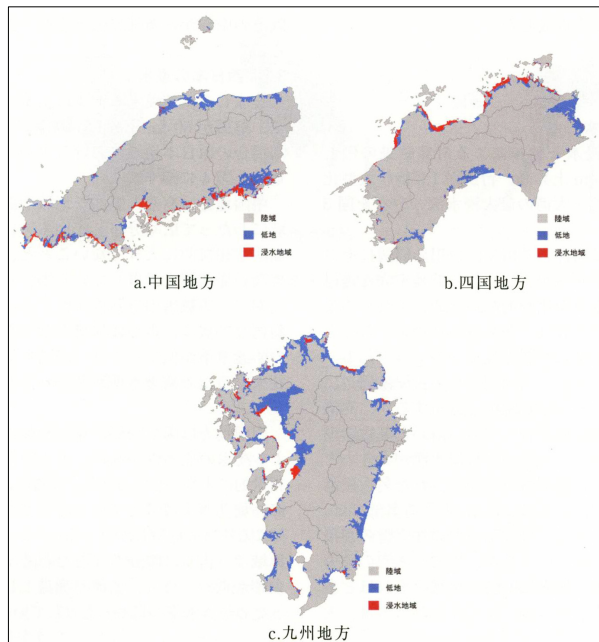 陸域
低地
浸水地域
a.中国地方
陸域
低地
浸水地域
b.四国地方
陸域
低地
浸水地域
c.九州地方